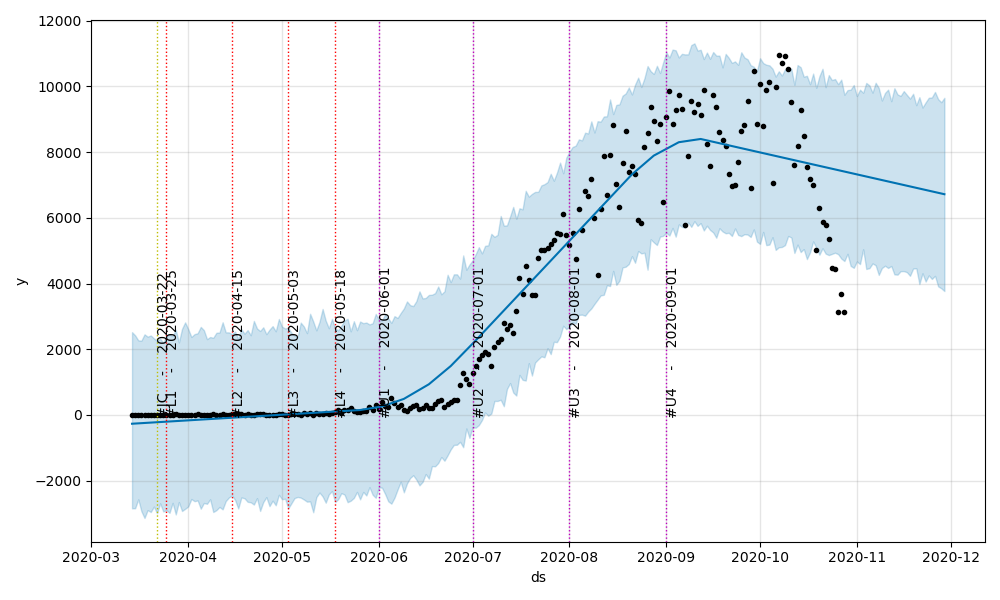 12000
10000
8000
6000
4000
2000
0
−2000
y
#JC - 2020-03-22
#L1 - 2020-03-25
#L2 - 2020-04-15
#L3 - 2020-05-03
#L4 - 2020-05-18
#U1 - 2020-06-01
#U2 - 2020-07-01
#U3 - 2020-08-01
#U4 - 2020-09-01
2020-03 2020-04 2020-05 2020-06 2020-07 2020-08 2020-09 2020-10 2020-11 2020-12
ds